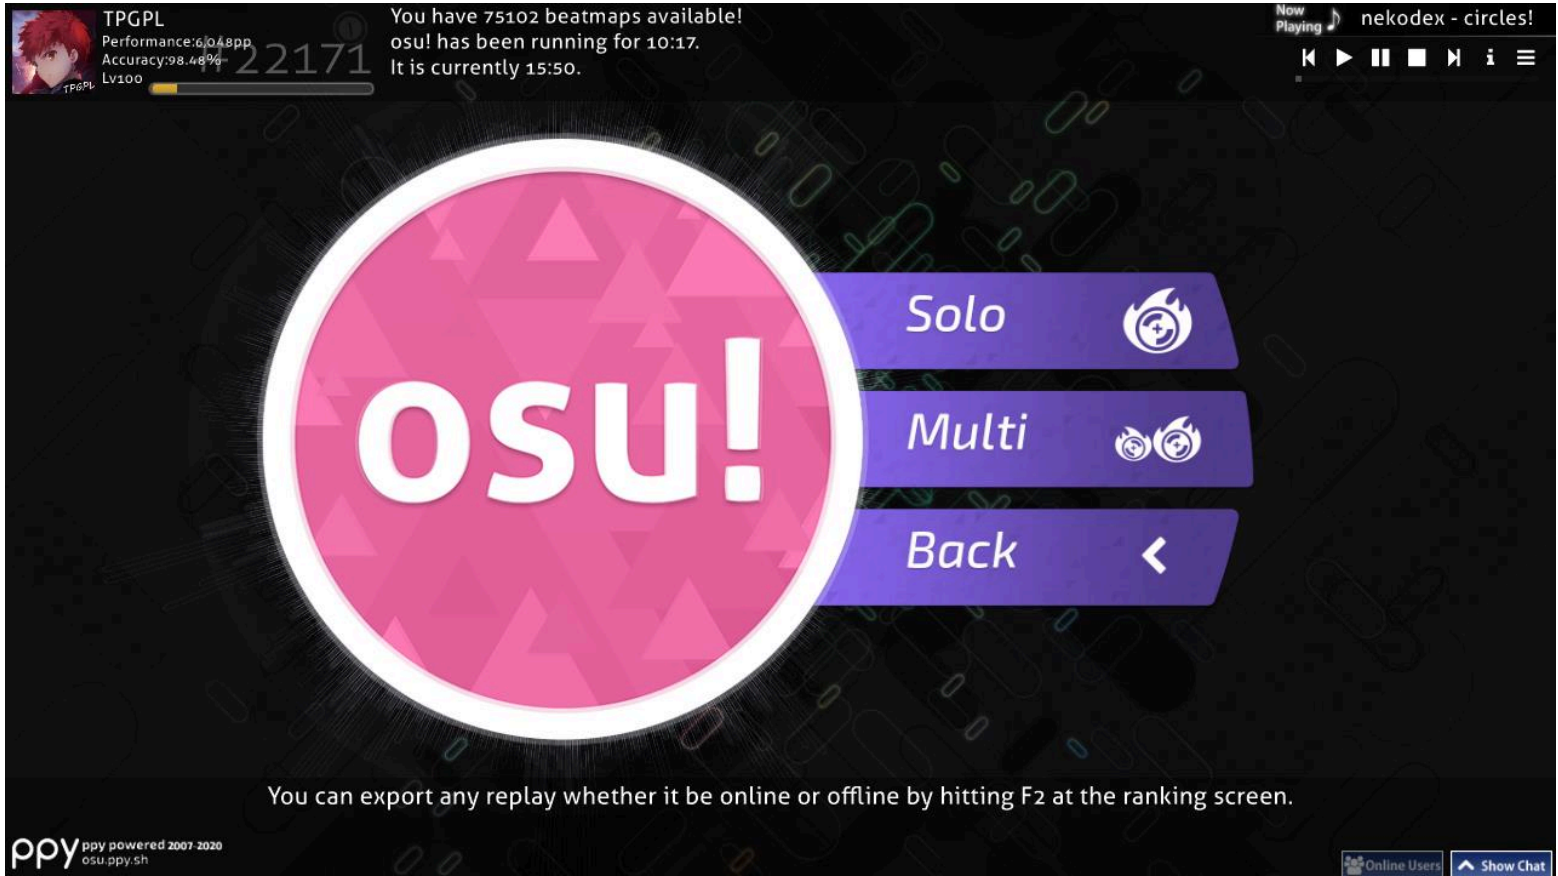 TPGPL
Performance:6,048pp
Accuracy:98.48%
Lv100
#22171
TPGPL
You have 75102 beatmaps available!
osu! has been running for 10:17.
It is currently 15:50.
Now
Playing
nekodex - circles!
osu!
Solo
Multi
Back
You can export any replay whether it be online or offline by hitting F2 at the ranking screen.
ppy
ppy powered 2007-2020
osu.ppy.sh
Online Users
Show Chat